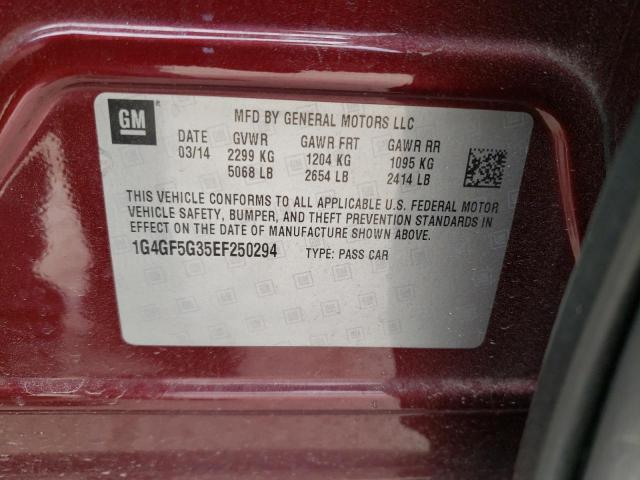 GM
MFD BY GENERAL MOTORS LLC
DATE GVWR GAWR FRT GAWR RR
03/14 2299 KG 1204 KG 1095 KG
5068 LB 2654 LB 2414 LB
THIS VEHICLE CONFORMS TO ALL APPLICABLE U.S. FEDERAL MOTOR
VEHICLE SAFETY, BUMPER, AND THEFT PREVENTION STANDARDS IN
EFFECT ON THE DATE OF MANUFACTURE SHOWN ABOVE.
1G4GF5G35EF250294 TYPE: PASS CAR